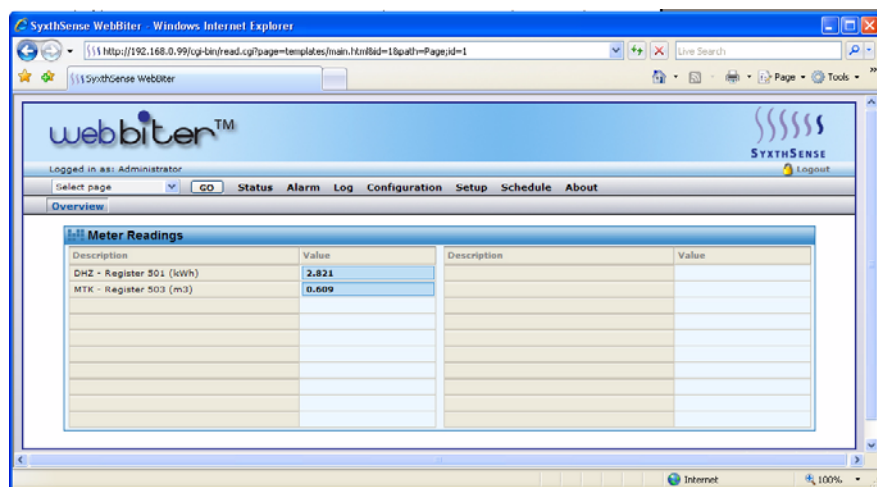 SyxthSense WebBiter - Windows Internet Explorer
http://192.168.0.99/cgi-bin/read.cgi?page=templates/main.html&id=1&path=Page;id=1
Live Search
SyxthSense WebBiter
Page
Tools
webbiter™
SYXTHSENSE
Logged in as: Administrator
Logout
Select page GO Status Alarm Log Configuration Setup Schedule About
Overview
Meter Readings
Description Value Description Value
DHZ - Register 501 (kWh) 2.821
MTK - Register 503 (m3) 0.609
Internet 100%